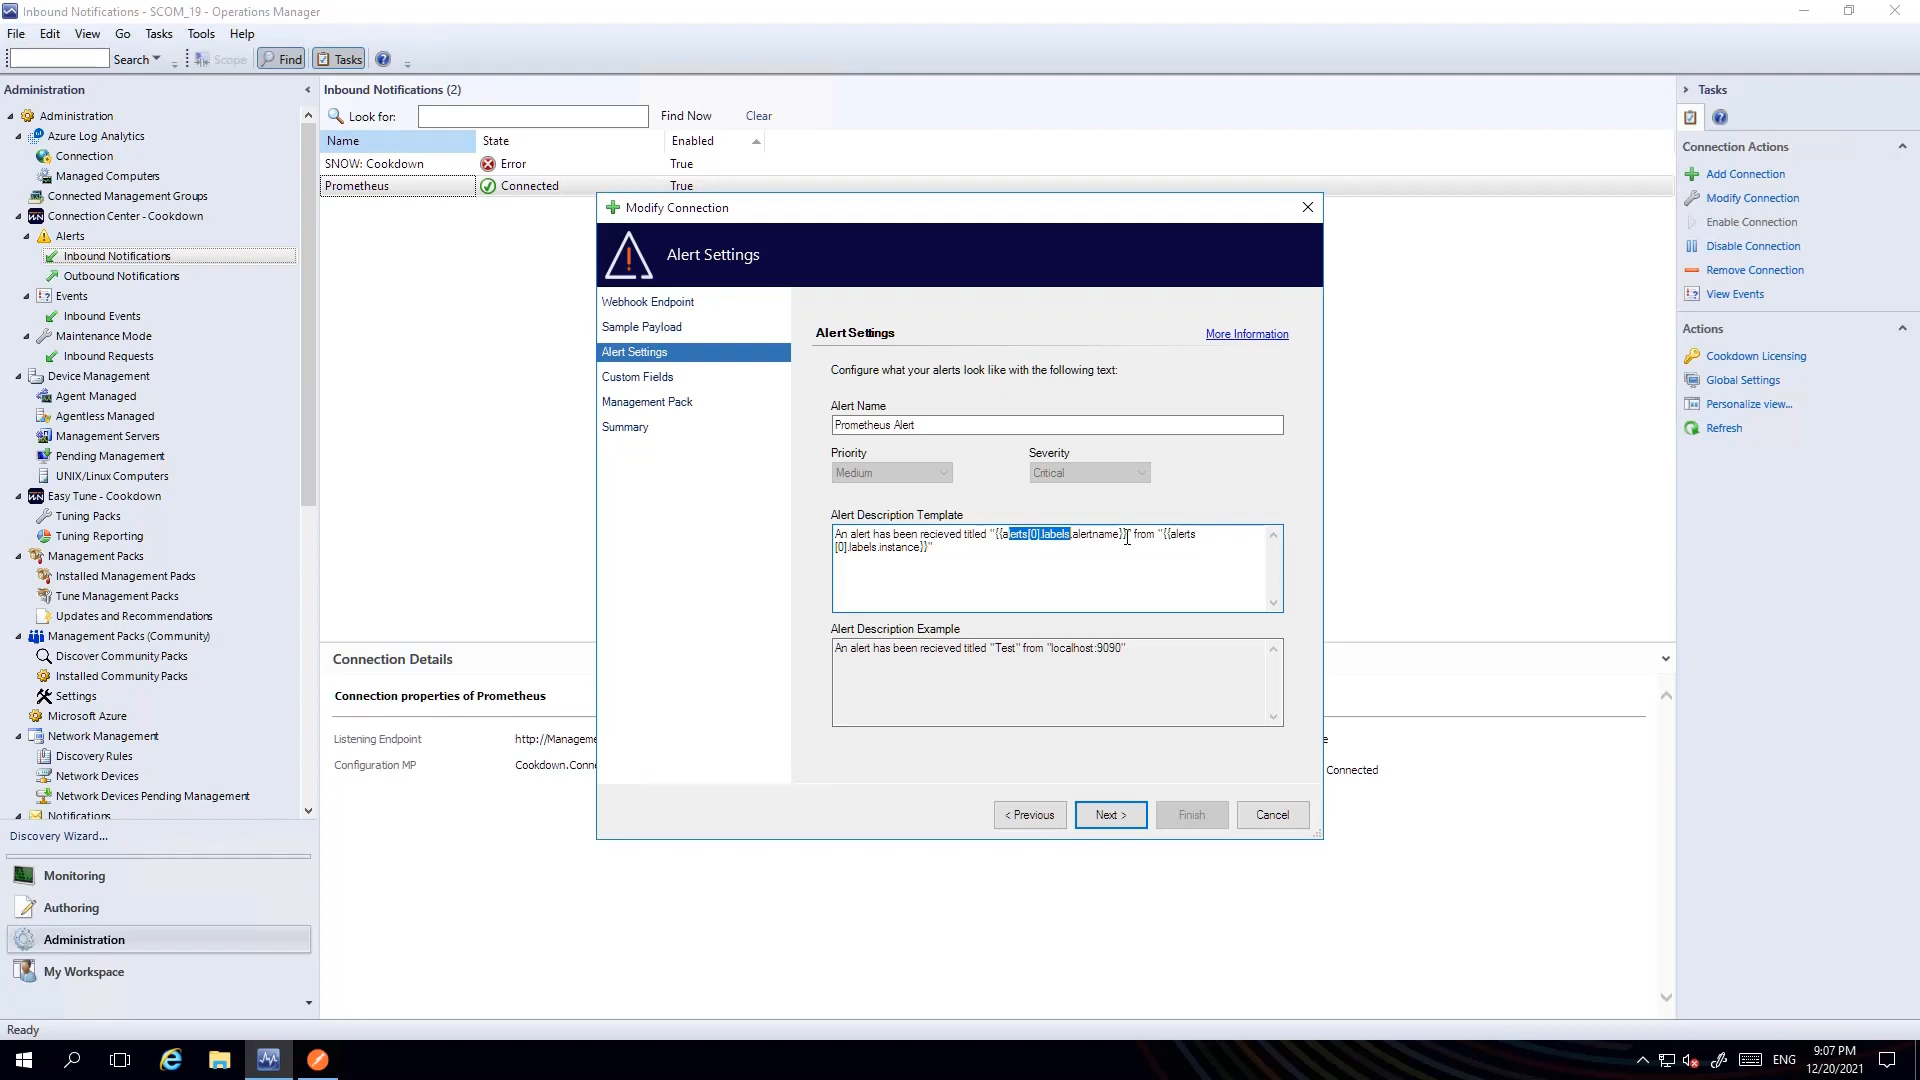 Inbound Notifications - SCOM_19 - Operations Manager
File Edit View Go Tasks Tools Help
Search Scope Find Tasks
Administration
Administration
Azure Log Analytics
Connection
Managed Computers
Connected Management Groups
Connection Center - Cookdown
Alerts
Inbound Notifications
Outbound Notifications
Events
Inbound Events
Maintenance Mode
Inbound Requests
Device Management
Agent Managed
Agentless Managed
Management Servers
Pending Management
UNIX/Linux Computers
Easy Tune - Cookdown
Tuning Packs
Tuning Reporting
Management Packs
Installed Management Packs
Tune Management Packs
Updates and Recommendations
Management Packs (Community)
Discover Community Packs
Installed Community Packs
Settings
Microsoft Azure
Network Management
Discovery Rules
Network Devices
Network Devices Pending Management
Notifications
Discovery Wizard...
Monitoring
Authoring
Administration
My Workspace
Ready
Inbound Notifications (2)
Look for: Find Now Clear
Name State Enabled
SNOW: Cookdown Error True
Prometheus Connected True
Connection Details
Connection properties of Prometheus
Listening Endpoint http://Manageme
Configuration MP Cookdown.Conne
Connected
Modify Connection
Alert Settings
Webhook Endpoint
Sample Payload
Alert Settings
Custom Fields
Management Pack
Summary
Alert Settings More Information
Configure what your alerts look like with the following text:
Alert Name
Prometheus Alert
Priority Severity
Medium Critical
Alert Description Template
An alert has been recieved titled "{{alerts[0].labels.alertname}}" from "{{alerts
[0].labels.instance}}"
Alert Description Example
An alert has been recieved titled "Test" from "localhost:9090"
< Previous Next > Finish Cancel
Tasks
Connection Actions
Add Connection
Modify Connection
Enable Connection
Disable Connection
Remove Connection
View Events
Actions
Cookdown Licensing
Global Settings
Personalize view...
Refresh
ENG
9:07 PM
12/20/2021